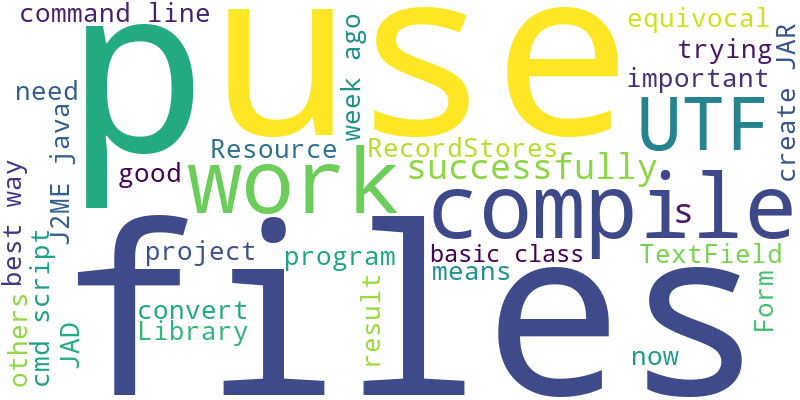 command line
p
use
equivocal
trying
important
need
J2ME java
week ago
UTF
create JAR
Resource
RecordStores
good
work
successfully
best way
compile
s
files
project
program
basic class
means
TextField
others
cmd script
JAD
convert
Library
result
Form
now